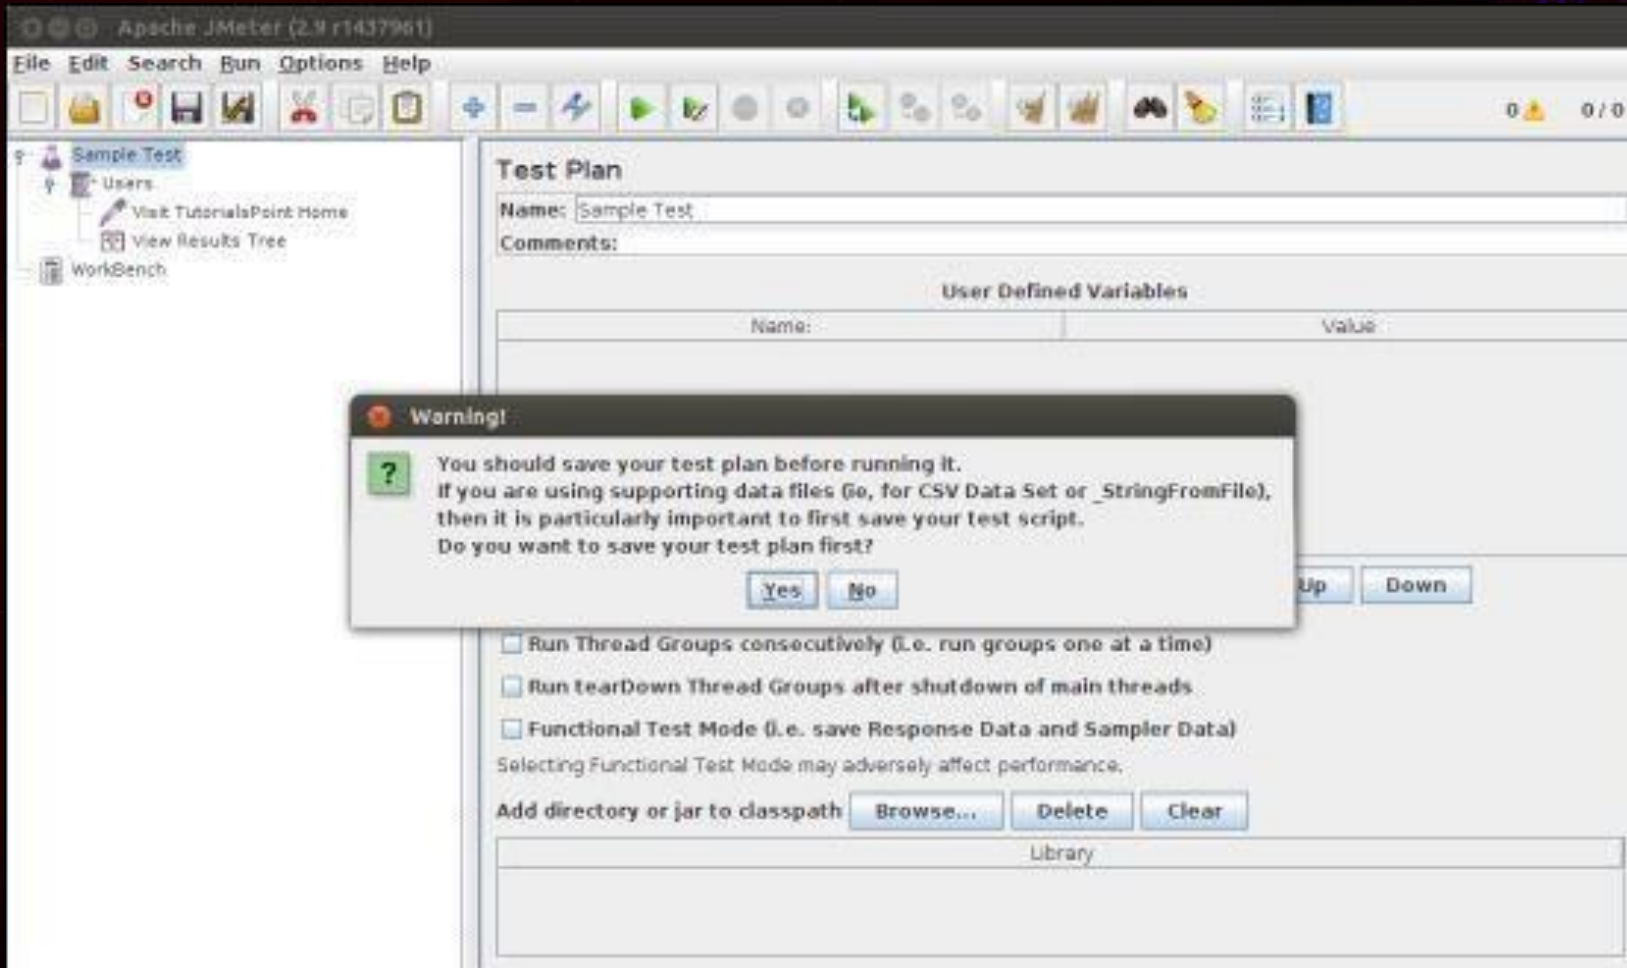 Apache JMeter (2.9 r1437961)
File Edit Search Run Options Help
0 0 / 0
Sample Test
Users
Visit TutorialsPoint Home
View Results Tree
WorkBench
Test Plan
Name: Sample Test
Comments:
User Defined Variables
Name: Value
Warning!
?
You should save your test plan before running it.
If you are using supporting data files (ie, for CSV Data Set or _StringFromFile),
then it is particularly important to first save your test script.
Do you want to save your test plan first?
Yes No
Up Down
Run Thread Groups consecutively (i.e. run groups one at a time)
Run tearDown Thread Groups after shutdown of main threads
Functional Test Mode (i.e. save Response Data and Sampler Data)
Selecting Functional Test Mode may adversely affect performance.
Add directory or jar to classpath Browse... Delete Clear
Library